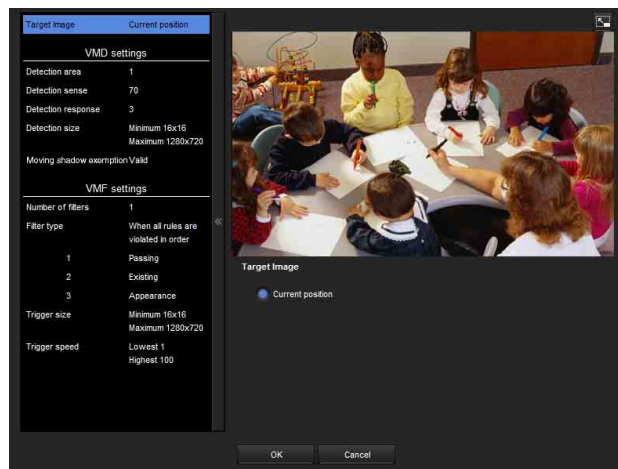 Target Image Current position
VMD settings
Detection area 1
Detection sense 70
Detection response 3
Detection size Minimum 16x16
Maximum 1280x720
Moving shadow exemption Valid
VMF settings
Number of filters 1
Filter type When all rules are
violated in order
1 Passing
2 Existing
3 Appearance
Trigger size Minimum 16x16
Maximum 1280x720
Trigger speed Lowest 1
Highest 100
«
Target Image
Current position
OK Cancel